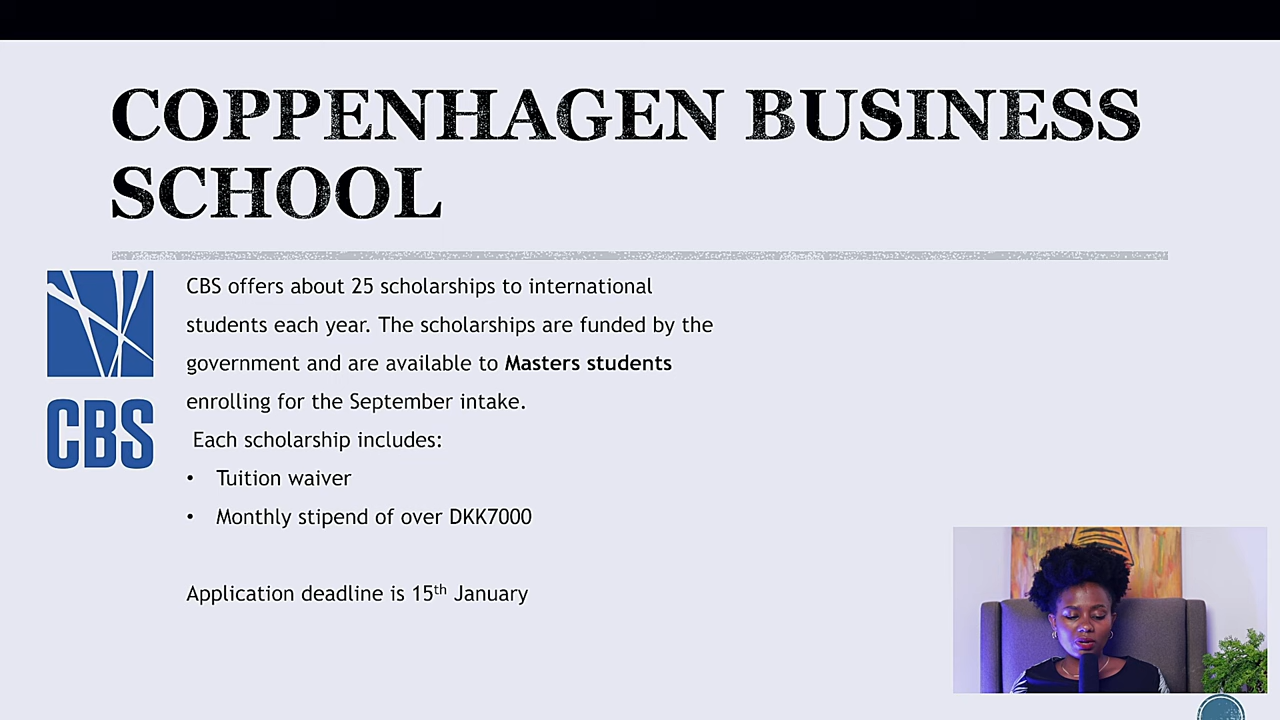 COPPENHAGEN BUSINESS
SCHOOL
CBS offers about 25 scholarships to international
students each year. The scholarships are funded by the
government and are available to Masters students
enrolling for the September intake.
Each scholarship includes:
• Tuition waiver
• Monthly stipend of over DKK7000
Application deadline is 15th January
CBS